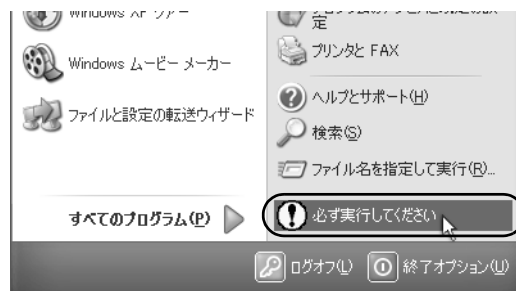 Windows XP ツアー
Windows ムービー メーカー
ファイルと設定の転送ウィザード
すべてのプログラム(P)
定
プリンタと FAX
ヘルプとサポート(H)
検索(S)
ファイル名を指定して実行(R)...
必ず実行してください
ログオフ(L)
終了オプション(U)